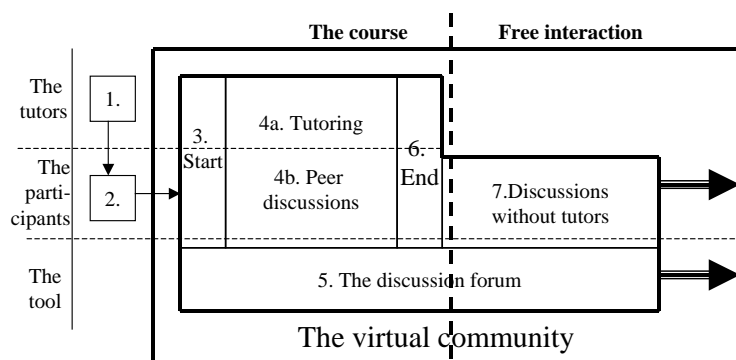 The course
Free interaction
The
tutors
1.
3.
Start
4a. Tutoring
6.
End
The
parti-
cipants
2.
4b. Peer
discussions
7.Discussions
without tutors
The
tool
5. The discussion forum
The virtual community